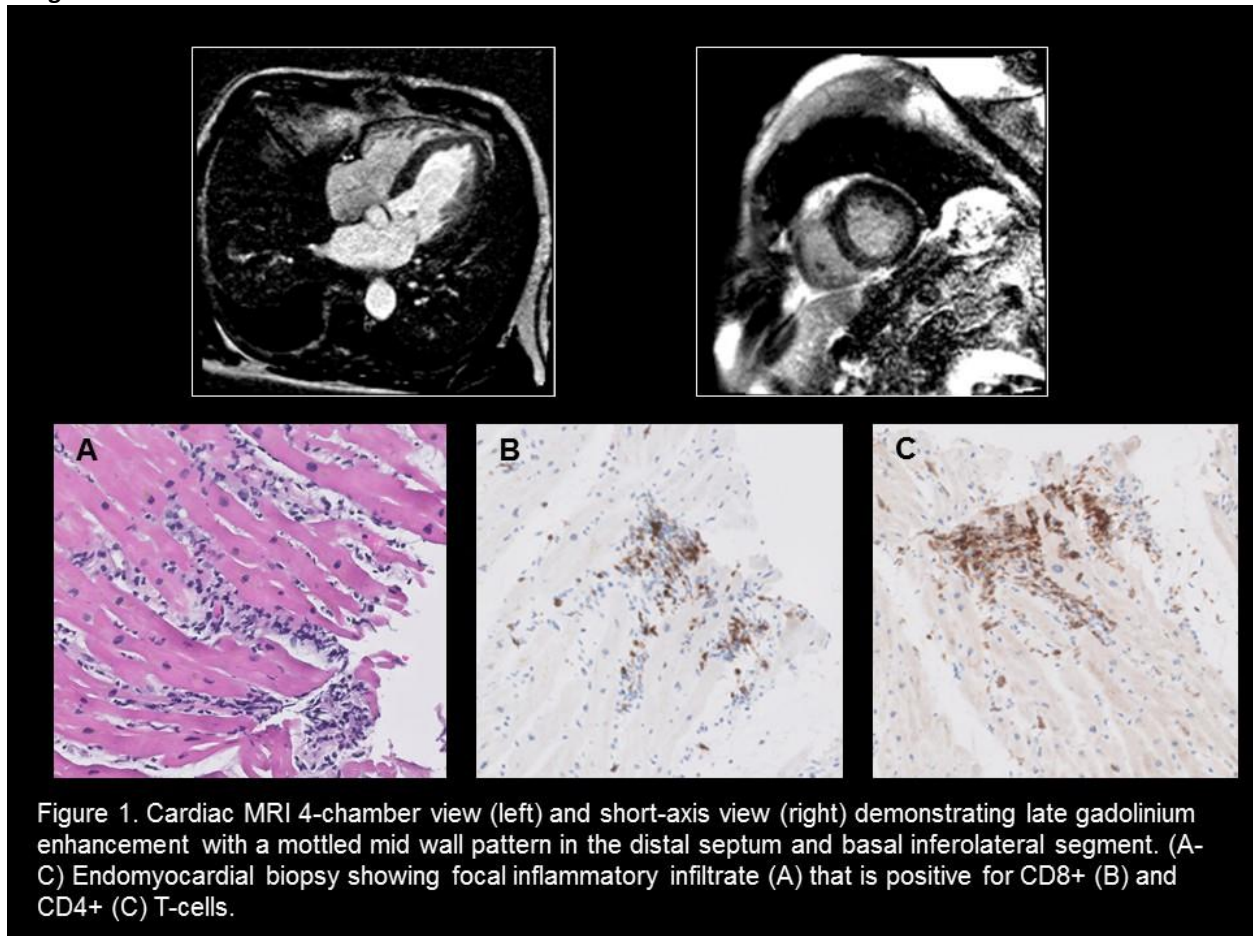 A
B
C
Figure 1. Cardiac MRI 4-chamber view (left) and short-axis view (right) demonstrating late gadolinium
enhancement with a mottled mid wall pattern in the distal septum and basal inferolateral segment. (A-
C) Endomyocardial biopsy showing focal inflammatory infiltrate (A) that is positive for CD8+ (B) and
CD4+ (C) T-cells.